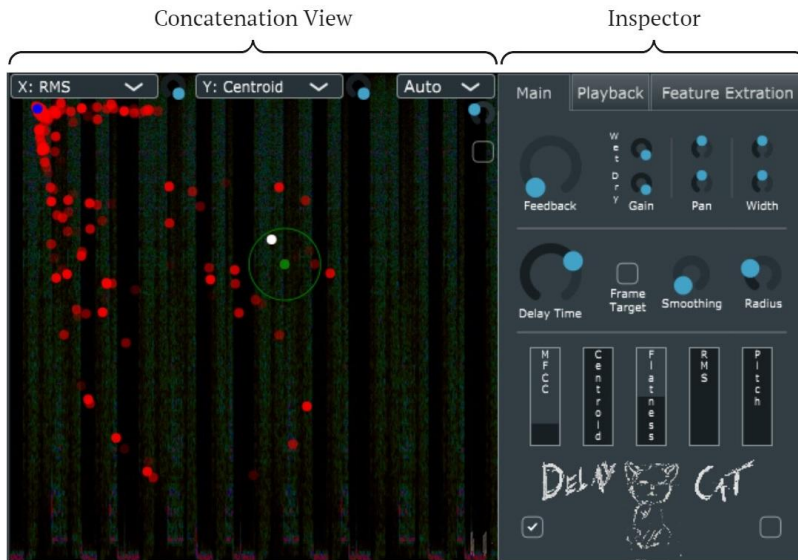 Concatenation View
Inspector
X: RMS
Y: Centroid
Auto
Main
Playback
Feature Extration
Wet
Dry
Feedback
Gain
Pan
Width
Delay Time
Frame
Target
Smoothing
Radius
MFCC
Centroid
Flatness
RMS
Pitch
DELAY CAT